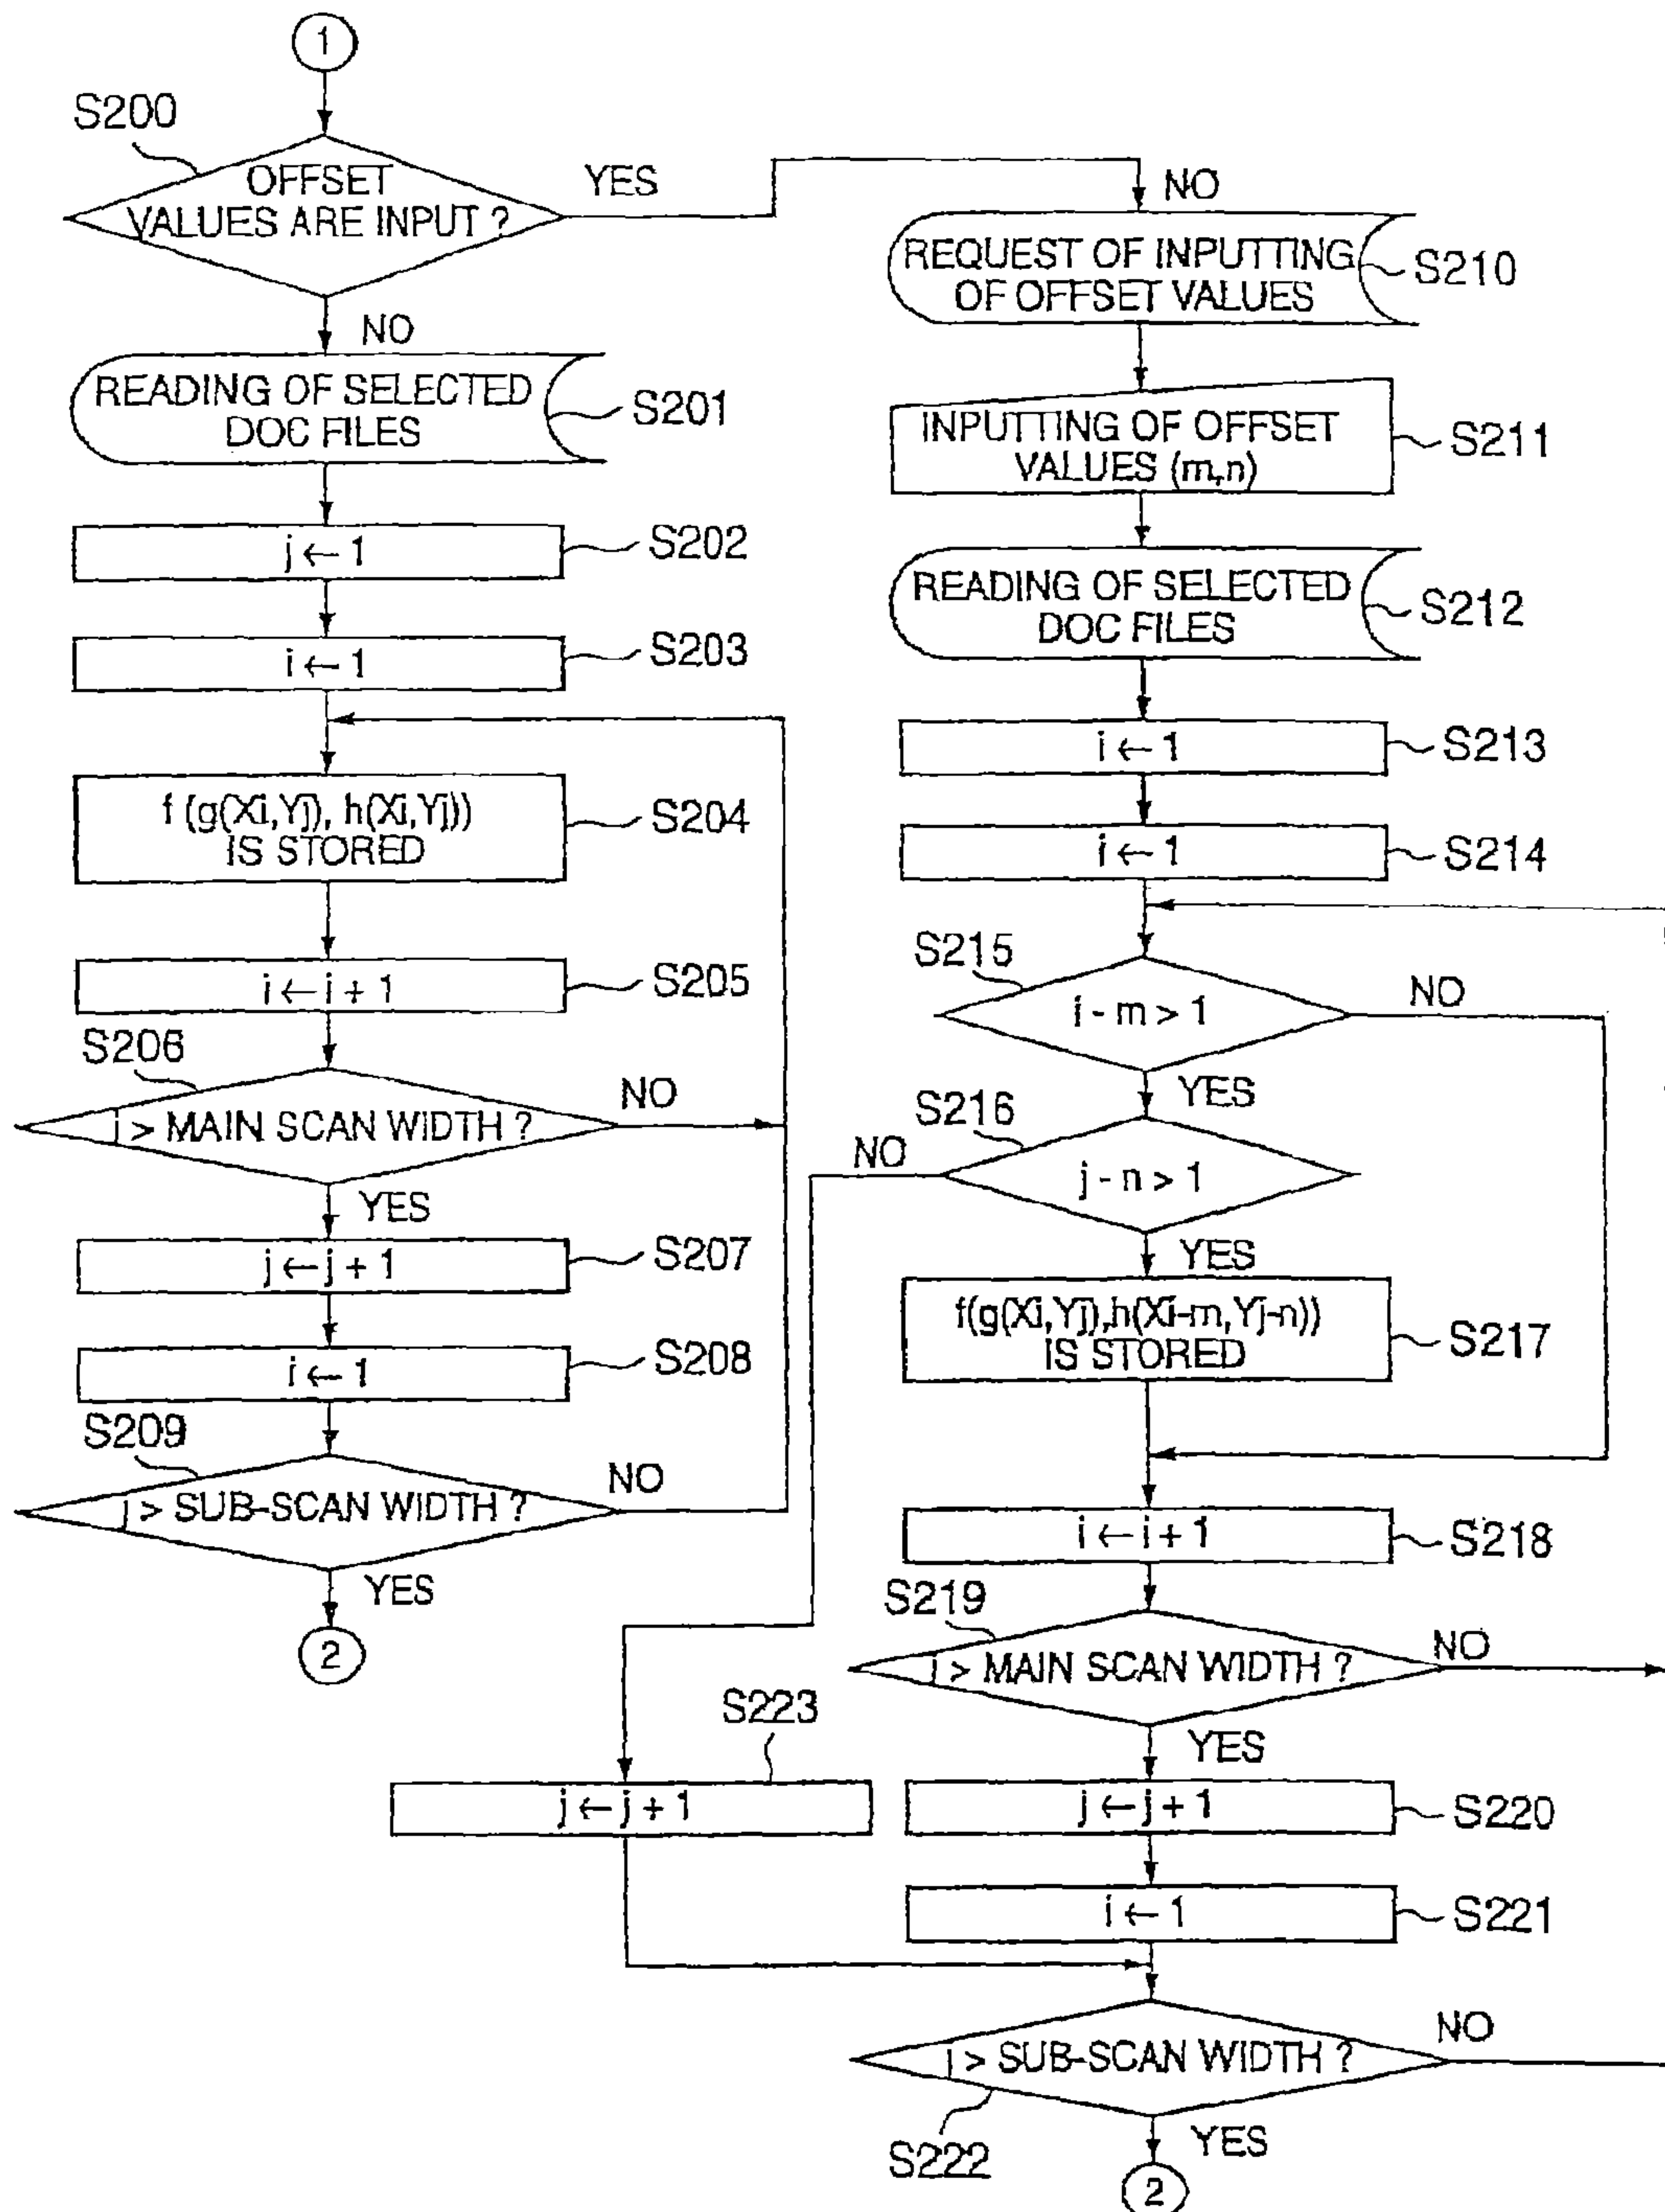 1
S200
OFFSET
VALUES ARE INPUT ?
YES
NO
READING OF SELECTED
DOC FILES
S201
j ← 1
S202
i ← 1
S203
f (g(Xi,Yj), h(Xi,Yj))
IS STORED
S204
i ← i + 1
S205
S206
i > MAIN SCAN WIDTH ?
NO
YES
j ← j + 1
S207
i ← 1
S208
S209
j > SUB-SCAN WIDTH ?
NO
YES
2
NO
REQUEST OF INPUTTING
OF OFFSET VALUES
S210
INPUTTING OF OFFSET
VALUES (m,n)
S211
READING OF SELECTED
DOC FILES
S212
i ← 1
S213
i ← 1
S214
S215
i - m > 1
NO
YES
S216
NO
j - n > 1
YES
f(g(Xi,Yj),h(Xi-m,Yj-n))
IS STORED
S217
i ← i + 1
S218
S219
i > MAIN SCAN WIDTH ?
NO
YES
S223
j ← j + 1
j ← j + 1
S220
i ← 1
S221
j > SUB-SCAN WIDTH ?
NO
S222
YES
2